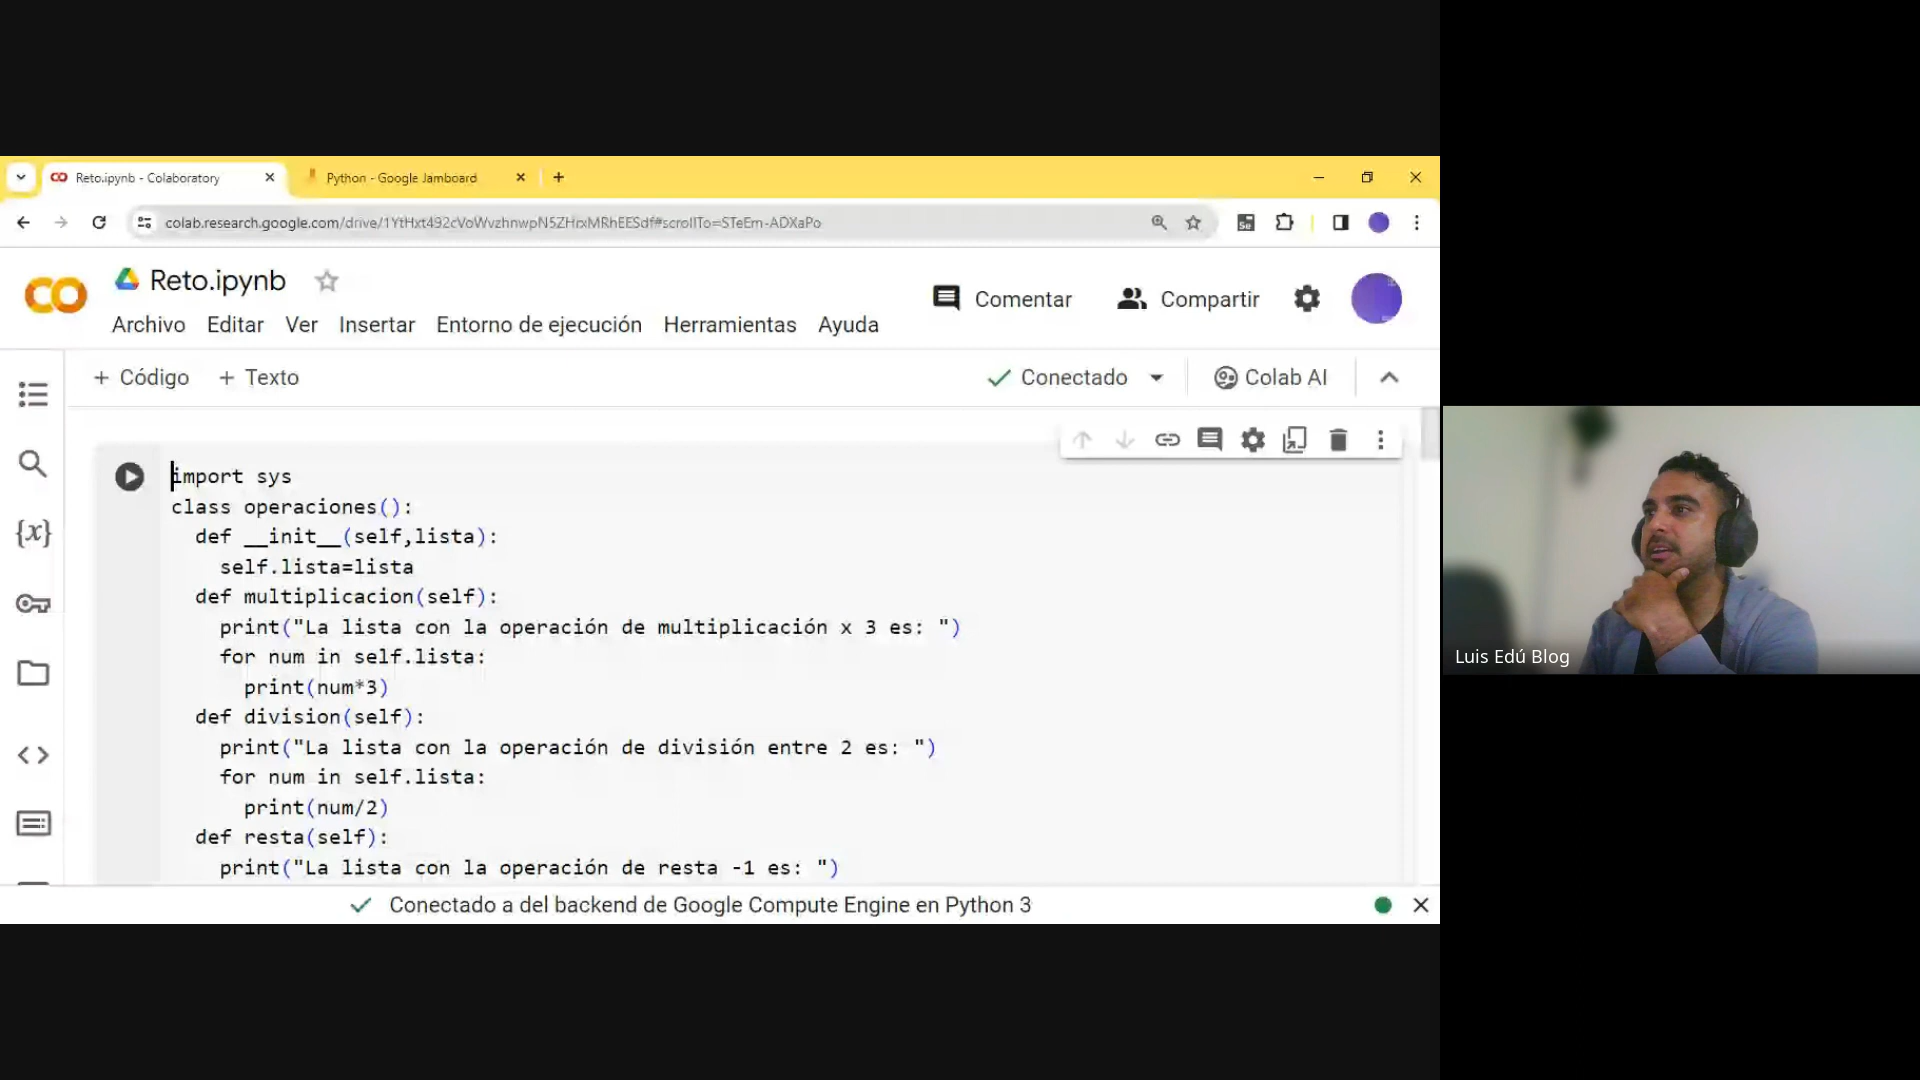 Reto.ipynb - Colaboratory
Python - Google Jamboard
colab.research.google.com/drive/1YtHxt492cVoWvzhnwpN5ZHrxMRhEESdf#scrollTo=STeEm-ADXaPo
Reto.ipynb
Comentar
Compartir
Archivo Editar Ver Insertar Entorno de ejecución Herramientas Ayuda
+ Código + Texto
Conectado
Colab AI
import sys
class operaciones():
  def __init__(self,lista):
    self.lista=lista
  def multiplicacion(self):
    print("La lista con la operación de multiplicación x 3 es: ")
    for num in self.lista:
      print(num*3)
  def division(self):
    print("La lista con la operación de división entre 2 es: ")
    for num in self.lista:
      print(num/2)
  def resta(self):
    print("La lista con la operación de resta -1 es: ")
Conectado a del backend de Google Compute Engine en Python 3
Luis Edú Blog